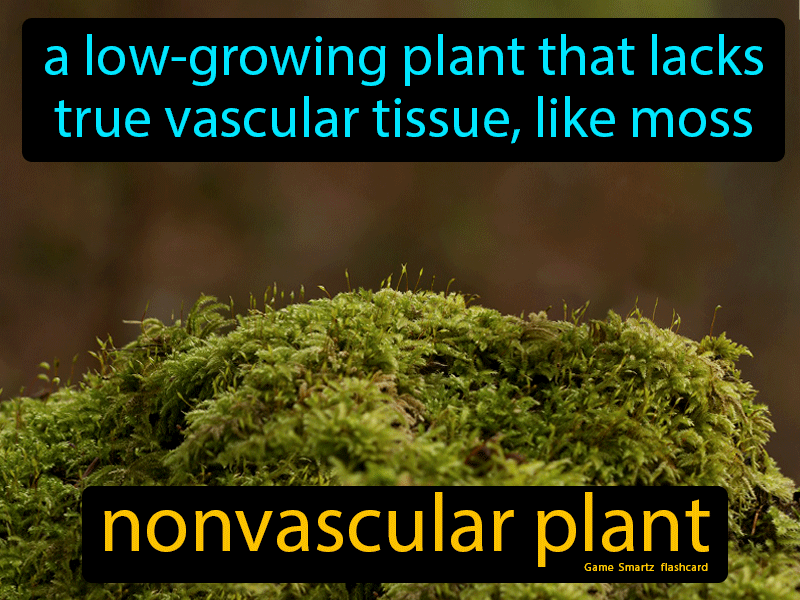 a low-growing plant that lacks
true vascular tissue, like moss
nonvascular plant
Game Smartz flashcard